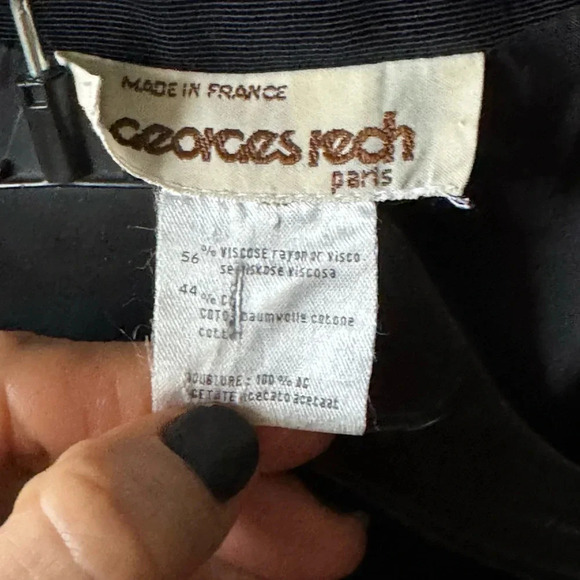 MADE IN FRANCE
Georges rech
paris
56% VISCOSE rayon or visco
se viskose viscosa
44%
COTO baumwolle cotone
cotton
DOUBLURE: 100% AC
CETATE acetato acetaat